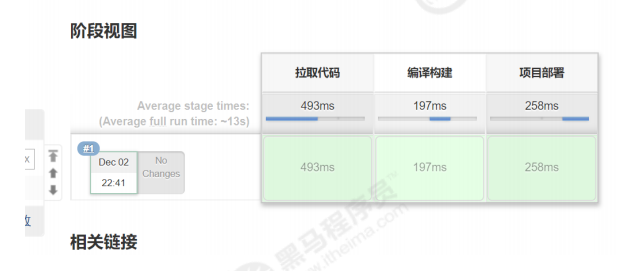 阶段视图
拉取代码 编译构建 项目部署
Average stage times: 493ms 197ms 258ms
(Average full run time: ~13s)
#1
Dec 02 No Changes
22:41
493ms 197ms 258ms
x
相关链接
黑马程序员™
www.itheima.com